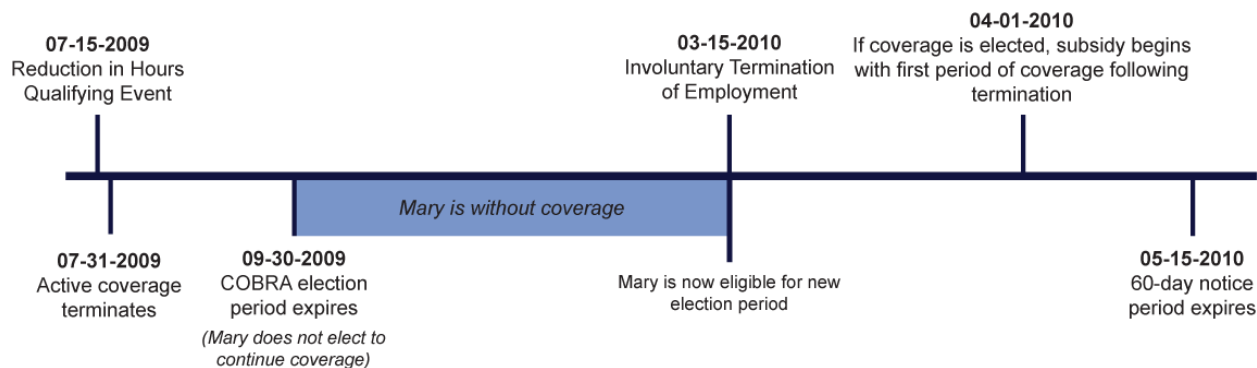 07-15-2009
Reduction in Hours
Qualifying Event
03-15-2010
Involuntary Termination
of Employment
04-01-2010
If coverage is elected, subsidy begins
with first period of coverage following
termination
Mary is without coverage
07-31-2009
Active coverage
terminates
09-30-2009
COBRA election
period expires
(Mary does not elect to
continue coverage)
Mary is now eligible for new
election period
05-15-2010
60-day notice
period expires